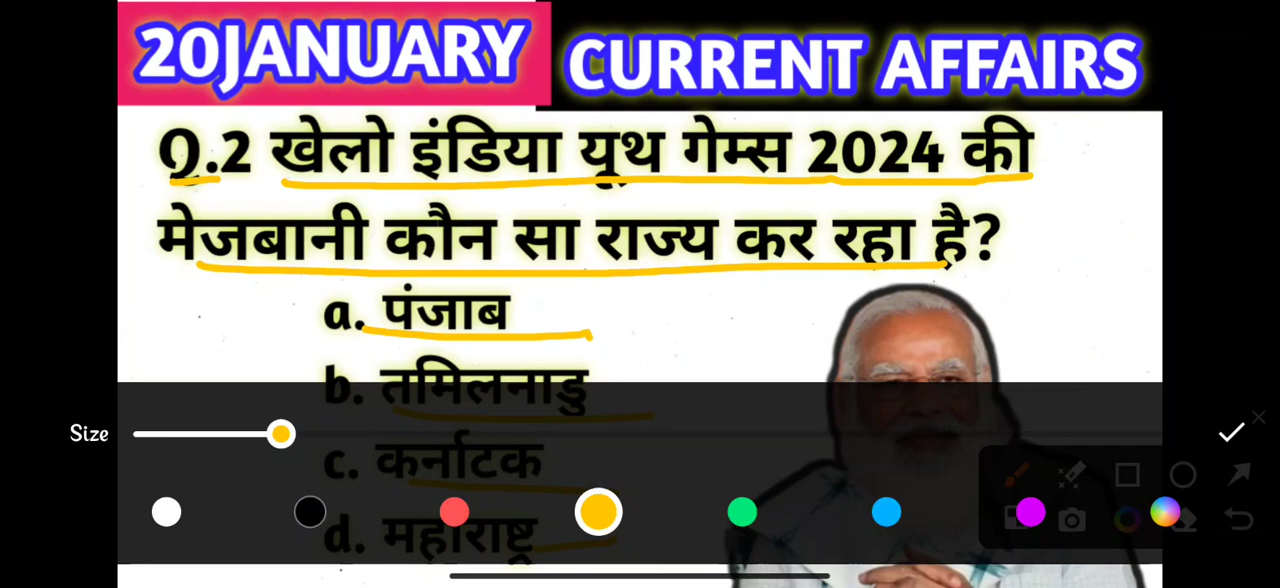 20JANUARY CURRENT AFFAIRS
Q.2 खेलो इंडिया यूथ गेम्स 2024 की
मेजबानी कौन सा राज्य कर रहा है?
a. पंजाब
b. तमिलनाडु
Size
c. कर्नाटक
d. महाराष्ट्र